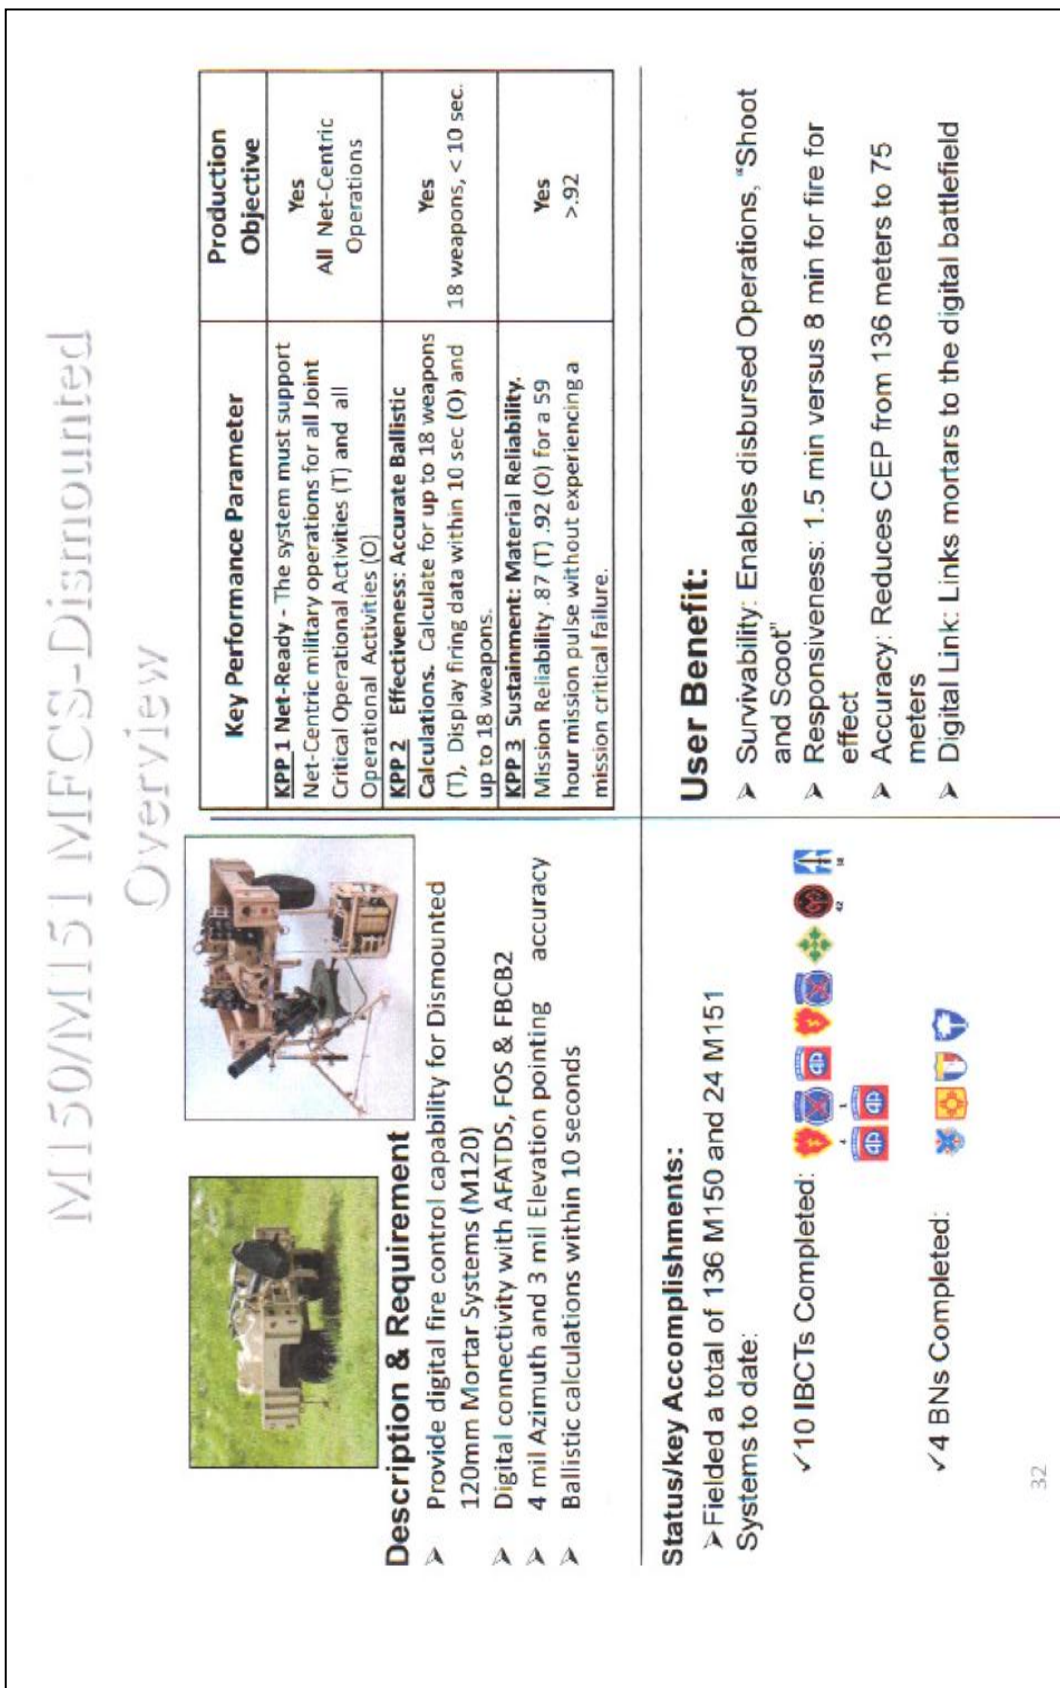 M150/M151 MFCS-Dismounted
Overview
Description & Requirement
➢ Provide digital fire control capability for Dismounted
120mm Mortar Systems (M120)
➢ Digital connectivity with AFATDS, FOS & FBCB2
➢ 4 mil Azimuth and 3 mil Elevation pointing accuracy
➢ Ballistic calculations within 10 seconds
Key Performance Parameter
Production
Objective
KPP 1 Net-Ready - The system must support
Net-Centric military operations for all Joint
Critical Operational Activities (T) and all
Operational Activities (O)
Yes
All Net-Centric
Operations
KPP 2 Effectiveness: Accurate Ballistic
Calculations. Calculate for up to 18 weapons
(T), Display firing data within 10 sec (O) and
up to 18 weapons.
Yes
18 weapons, < 10 sec.
KPP 3 Sustainment: Material Reliability.
Mission Reliability .87 (T) .92 (O) for a 59
hour mission pulse without experiencing a
mission critical failure.
Yes
>.92
Status/key Accomplishments:
➢Fielded a total of 136 M150 and 24 M151
Systems to date:
✓10 IBCTs Completed:
4
1
42
✓4 BNs Completed:
User Benefit:
➢ Survivability: Enables disbursed Operations, "Shoot
and Scoot"
➢ Responsiveness: 1.5 min versus 8 min for fire for
effect
➢ Accuracy: Reduces CEP from 136 meters to 75
meters
➢ Digital Link: Links mortars to the digital battlefield
32